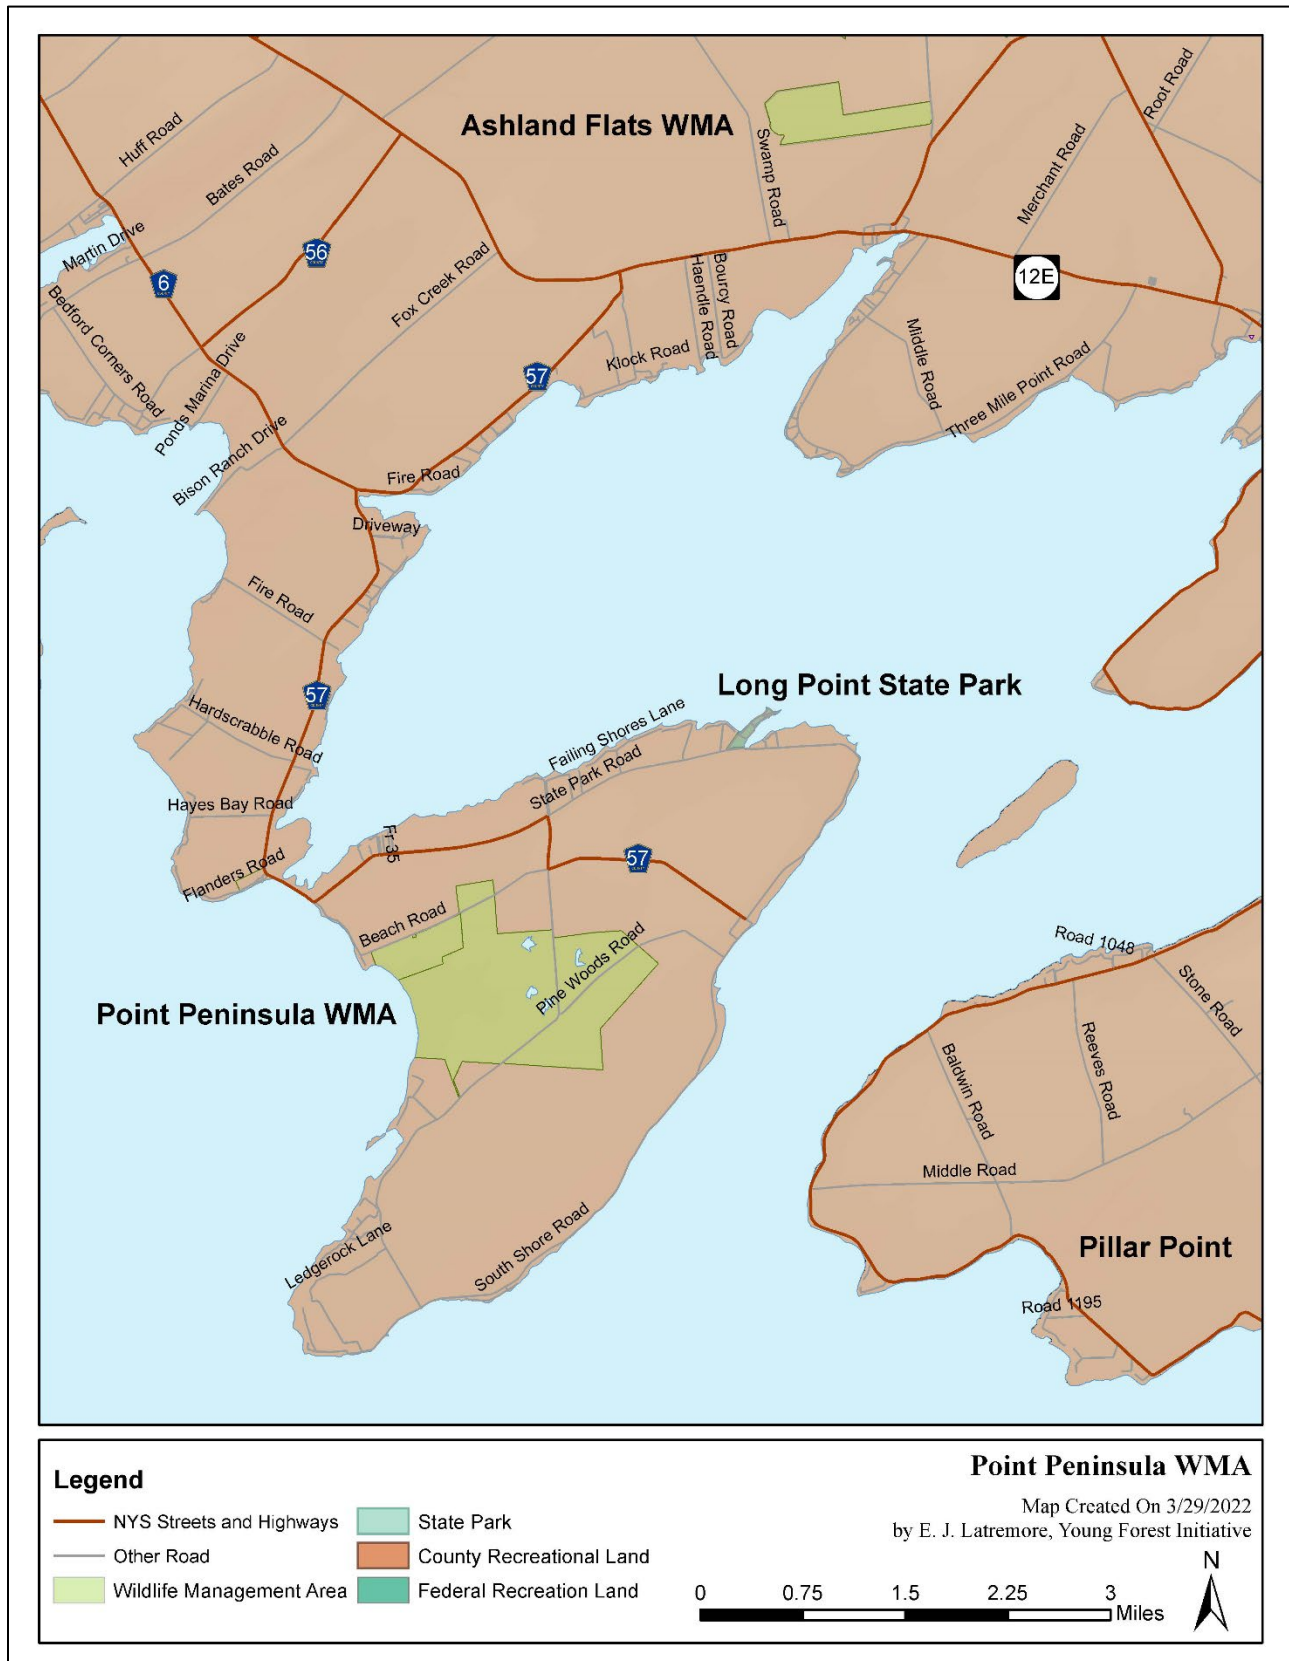 Ashland Flats WMA
Huff Road
Bates Road
Swamp Road
Merchant Road
Root Road
Martin Drive
56
6
Fox Creek Road
Haendle Road
Bourcy Road
12E
Bedford Corners Road
Ponds Marina Drive
57
Klock Road
Middle Road
Three Mile Point Road
Bison Ranch Drive
Fire Road
Driveway
Fire Road
57
Long Point State Park
Hardscrabble Road
Failing Shores Lane
State Park Road
Hayes Bay Road
Fr 35
57
Flanders Road
Beach Road
Pine Woods Road
Road 1048
Stone Road
Point Peninsula WMA
Baldwin Road
Reeves Road
Middle Road
Pillar Point
Ledgerock Lane
South Shore Road
Road 1195
Legend
NYS Streets and Highways
Other Road
Wildlife Management Area
State Park
County Recreational Land
Federal Recreation Land
Point Peninsula WMA
Map Created On 3/29/2022
by E. J. Latremore, Young Forest Initiative
N
0 0.75 1.5 2.25 3
Miles